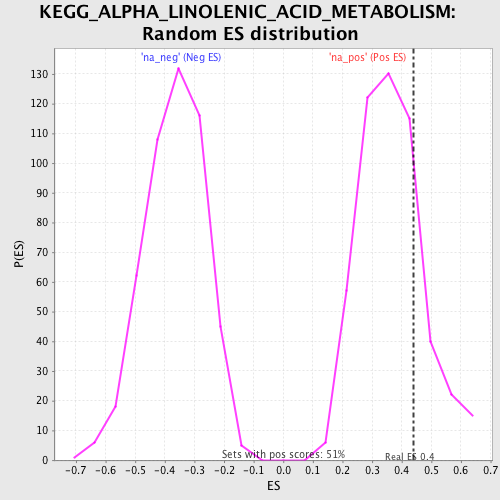 KEGG_ALPHA_LINOLENIC_ACID_METABOLISM:
Random ES distribution
'na_neg' (Neg ES) 'na_pos' (Pos ES)
130
120
110
100
90
80
70
60
50
40
30
20
10
0
P(ES)
Sets with pos scores: 51%
Real ES 0.4
-0.7 -0.6 -0.5 -0.4 -0.3 -0.2 -0.1 0.0 0.1 0.2 0.3 0.4 0.5 0.6 0.7
ES